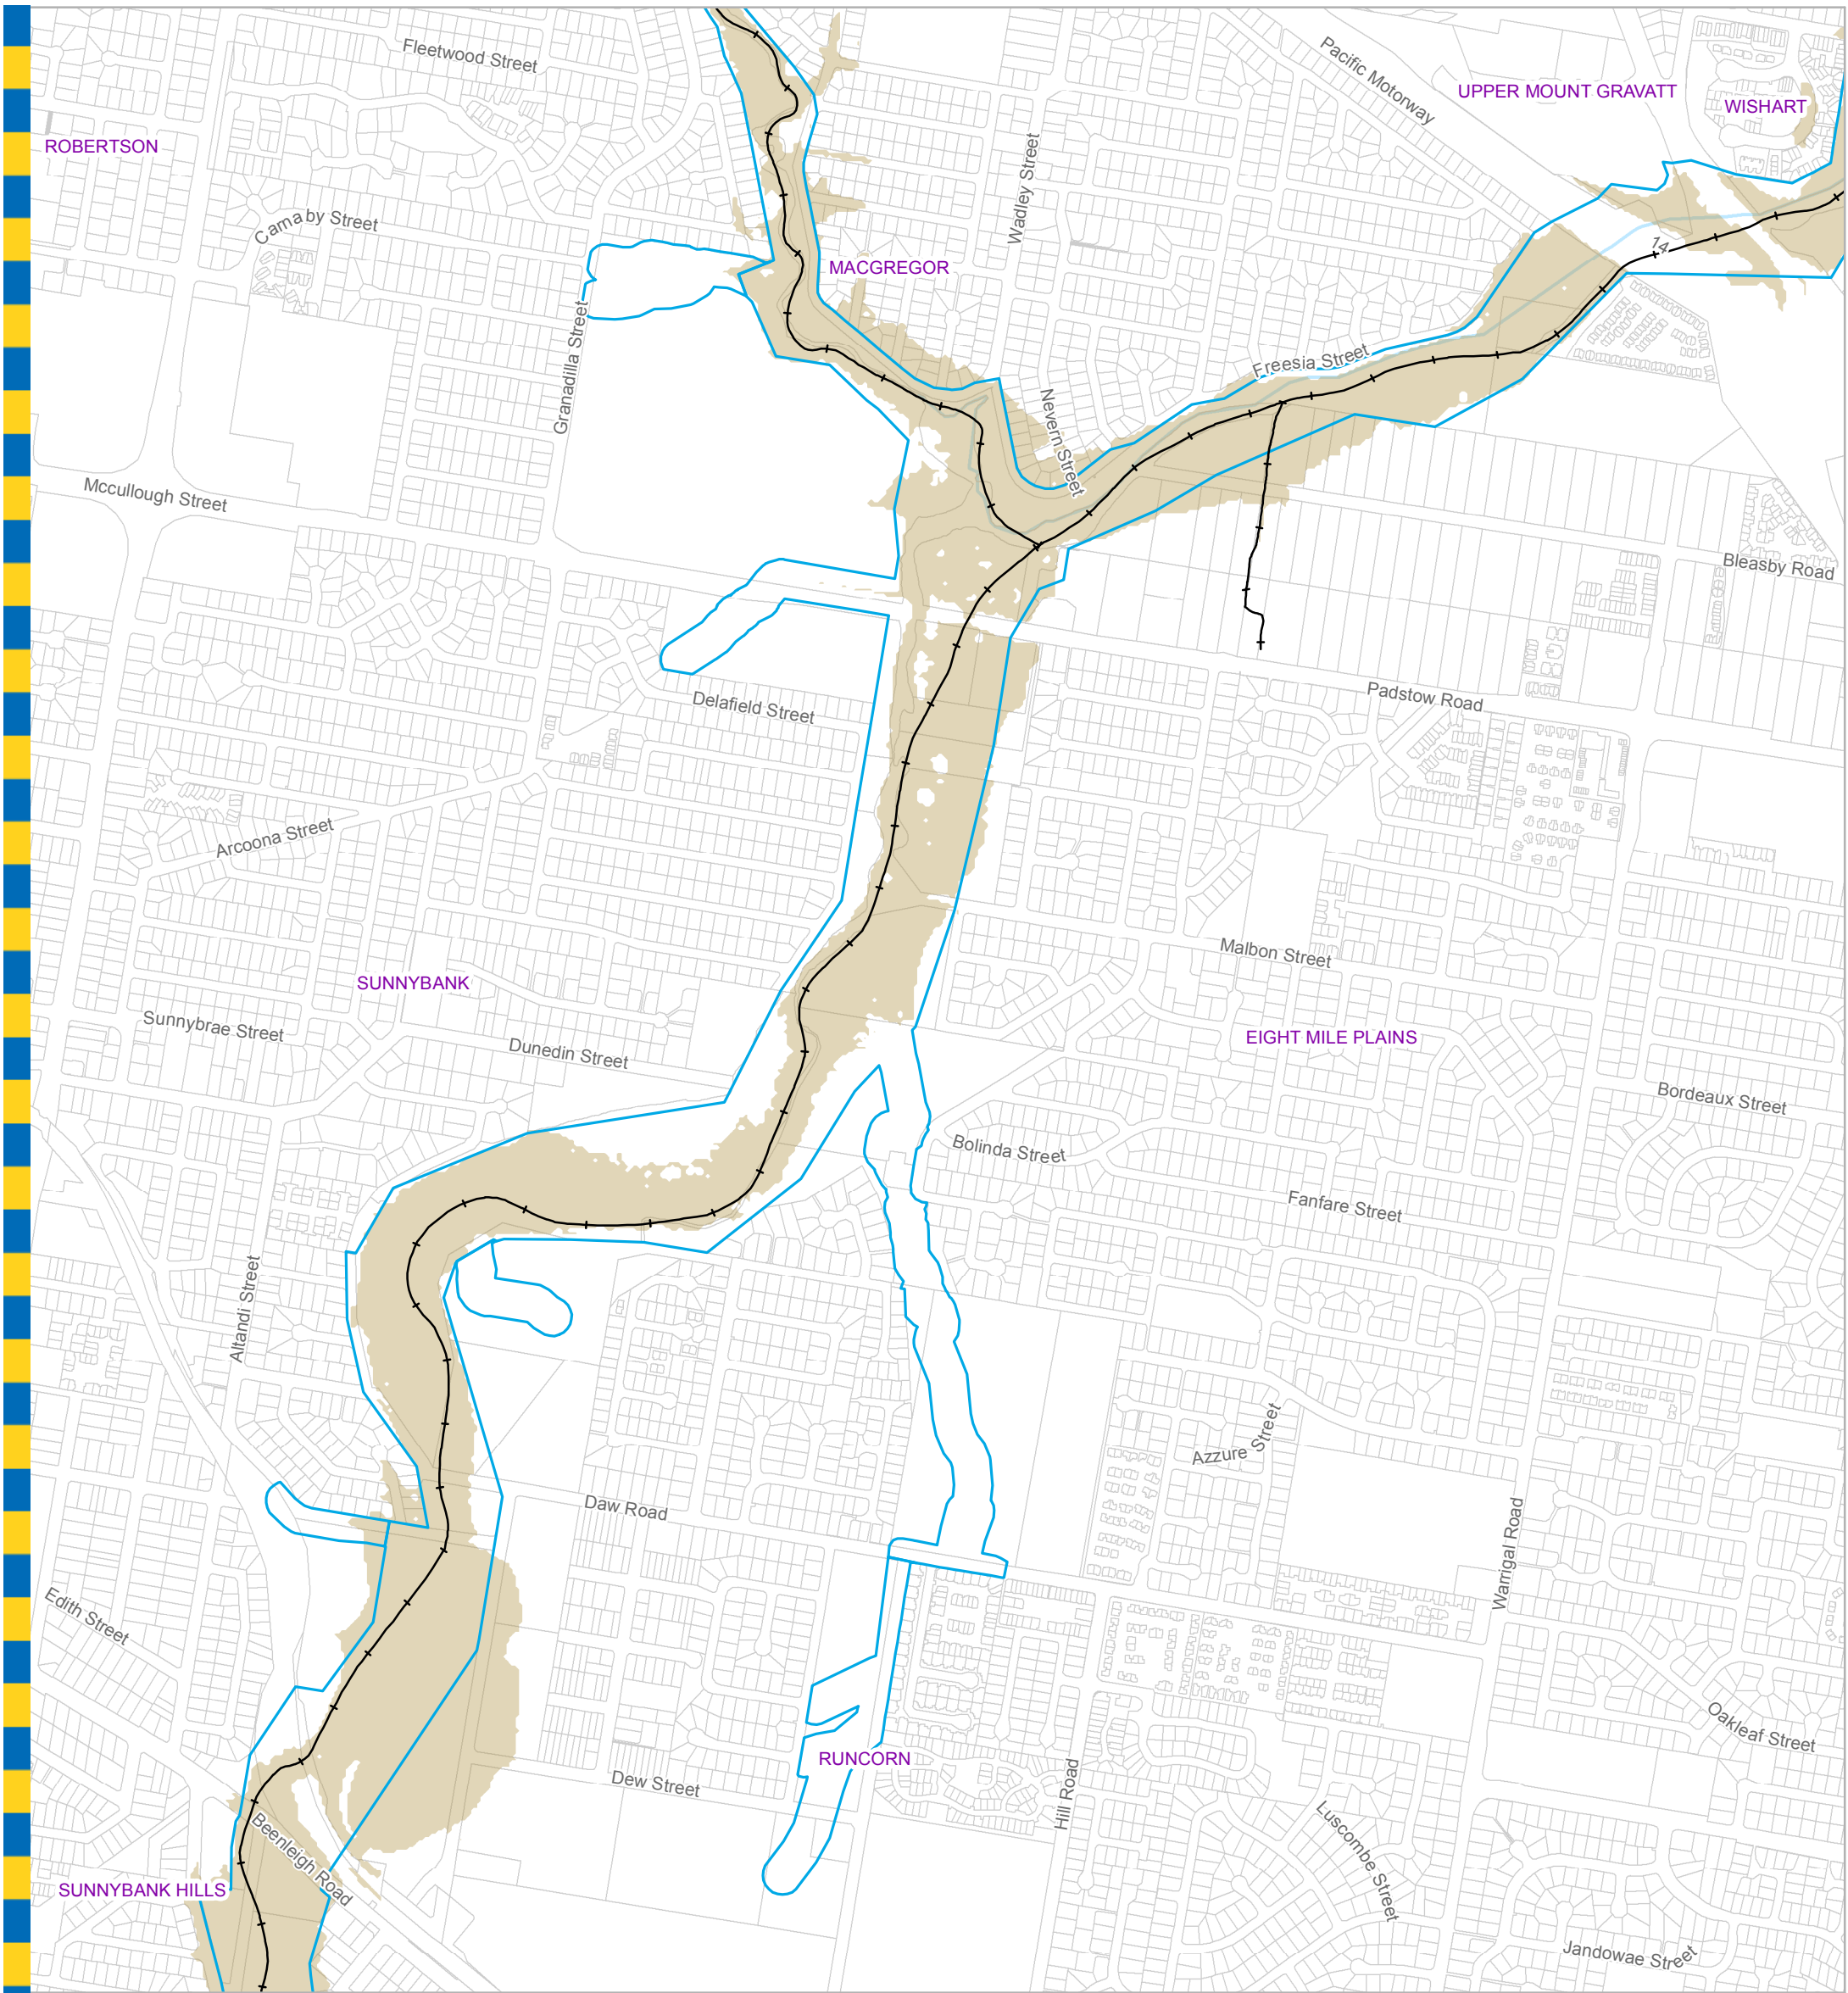 Fleetwood Street
Pacific Motorway
UPPER MOUNT GRAVATT
WISHART
ROBERTSON
Wadley Street
Carnaby Street
14
MACGREGOR
Granadilla Street
Freesia Street
Nevern Street
Mccullough Street
Bleasby Road
Padstow Road
Delafield Street
Arcoona Street
Malbon Street
SUNNYBANK
Sunnybrae Street
Dunedin Street
EIGHT MILE PLAINS
Bordeaux Street
Bolinda Street
Fanfare Street
Altandi Street
Azzure Street
Daw Road
Warrigal Road
Edith Street
Oakleaf Street
RUNCORN
Dew Street
Hill Road
Luscombe Street
Beenleigh Road
SUNNYBANK HILLS
Jandowae Street